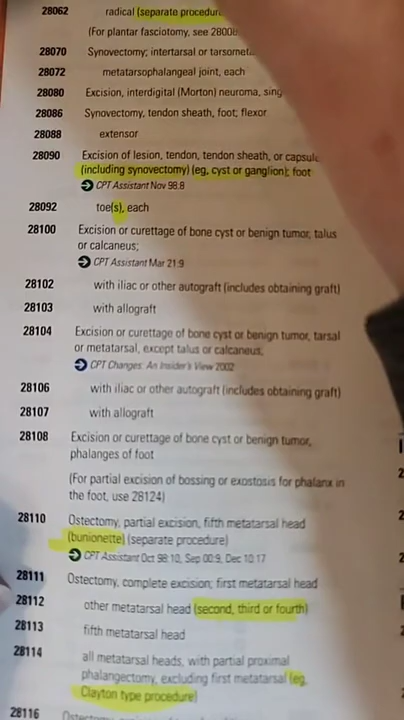 28062 radical (separate procedure
(For plantar fasciotomy, see
28070 Synovectomy; intertarsal or
28072 metatarsophalangeal joint, each
28080 Excision, interdigital (Morton) neuroma,
28086 Synovectomy, tendon sheath, foot; flexor
28088 extensor
28090 Excision of lesion, tendon, tendon sheath, or
(including synovectomy) (eg, cyst or ganglion); foot
CPT Assistant Nov 98:8
28092 toe(s), each
28100 Excision or curettage of bone cyst or benign tumor, talus
or calcaneus;
CPT Assistant Mar 21:9
28102 with iliac or other autograft (includes obtaining graft)
28103 with allograft
28104 Excision or curettage of bone cyst or benign tumor, tarsal
or metatarsal, except talus or calcaneus;
CPT Changes: An Insider's View 2002
28106 with iliac or other autograft (includes obtaining graft)
28107 with allograft
28108 Excision or curettage of bone cyst or benign tumor,
phalanges of foot
(For partial excision of bossing or exostosis for phalanx in
the foot, use 28124)
28110 Ostectomy, partial excision, fifth metatarsal head
(bunionette) (separate procedure)
CPT Assistant Oct 98:10, Sep 00:9, Dec 10:17
28111 Ostectomy, complete excision; first metatarsal head
28112 other metatarsal head (second, third or fourth)
28113 fifth metatarsal head
28114 all metatarsal heads, with partial proximal
phalangectomy, excluding first metatarsal (eg,
Clayton type procedure)
28116